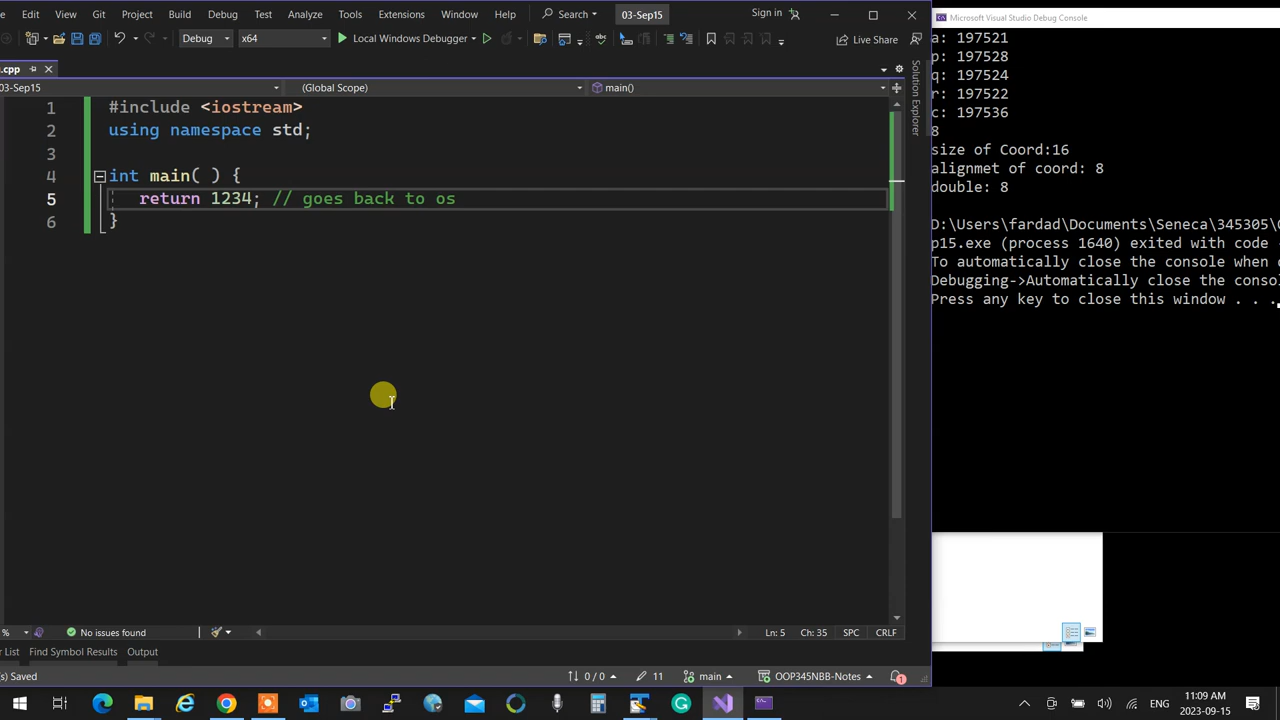 Edit View Git Project Build Debug Test Extensions Window Help Search 03-Sep15
Debug Windows Debugger Live Share
Sign in
.cpp
03-Sep15 (Global Scope) main()
Solution Explorer
1 #include <iostream>
2 using namespace std;
3
4 int main( ) {
5 return 1234; // goes back to os
6 }
% No issues found Ln: 5 Ch: 35 SPC CRLF
List Find Symbol Results Output
(s) Saved 0 / 0 11 main OOP345NBB-Notes 1
Microsoft Visual Studio Debug Console
a: 197521
p: 197528
q: 197524
r: 197522
c: 197536
8
size of Coord:16
alignmet of coord: 8
double: 8
D:\Users\fardad\Documents\Seneca\345305\
p15.exe (process 1640) exited with code
To automatically close the console when
Debugging->Automatically close the conso
Press any key to close this window . . .
ENG
11:09 AM
2023-09-15